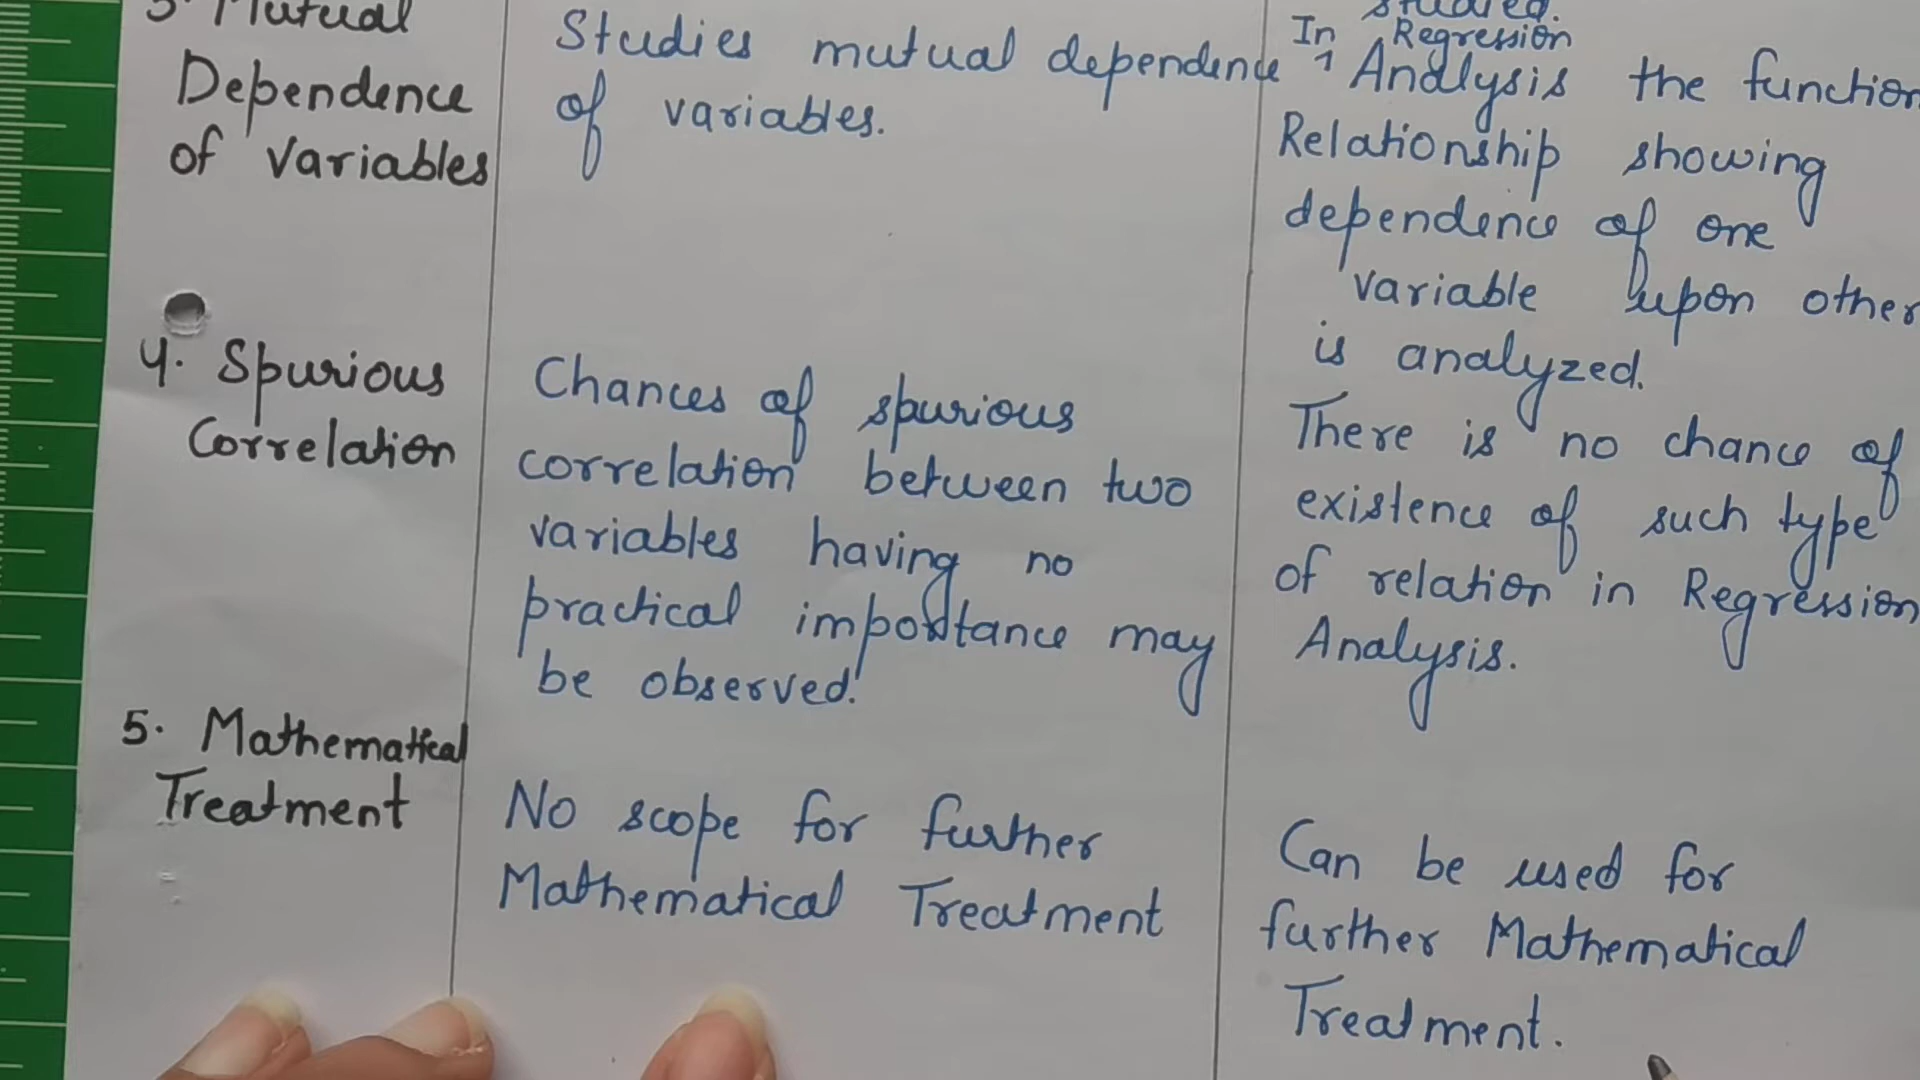 3. Mutual
Dependence
of Variables
Studies mutual dependence
of variables.
studied.
In Regression
Analysis the function
Relationship showing
dependence of one
variable upon other
is analyzed.
4. Spurious
Correlation
Chances of spurious
correlation between two
variables having no
practical importance may
be observed.
There is no chance of
existence of such type
of relation in Regression
Analysis.
5. Mathematical
Treatment
No scope for further
Mathematical Treatment
Can be used for
further Mathematical
Treatment.